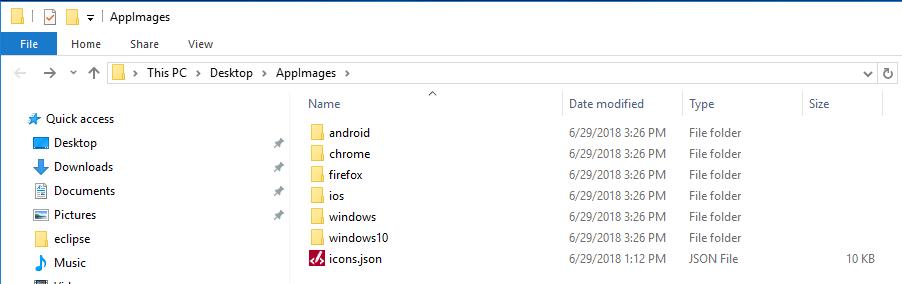 AppImages
File Home Share View
This PC Desktop AppImages
Name Date modified Type Size
Quick access
Desktop
Downloads
Documents
Pictures
eclipse
Music
android 6/29/2018 3:26 PM File folder
chrome 6/29/2018 3:26 PM File folder
firefox 6/29/2018 3:26 PM File folder
ios 6/29/2018 3:26 PM File folder
windows 6/29/2018 3:26 PM File folder
windows10 6/29/2018 3:26 PM File folder
icons.json 6/29/2018 1:12 PM JSON File 10 KB